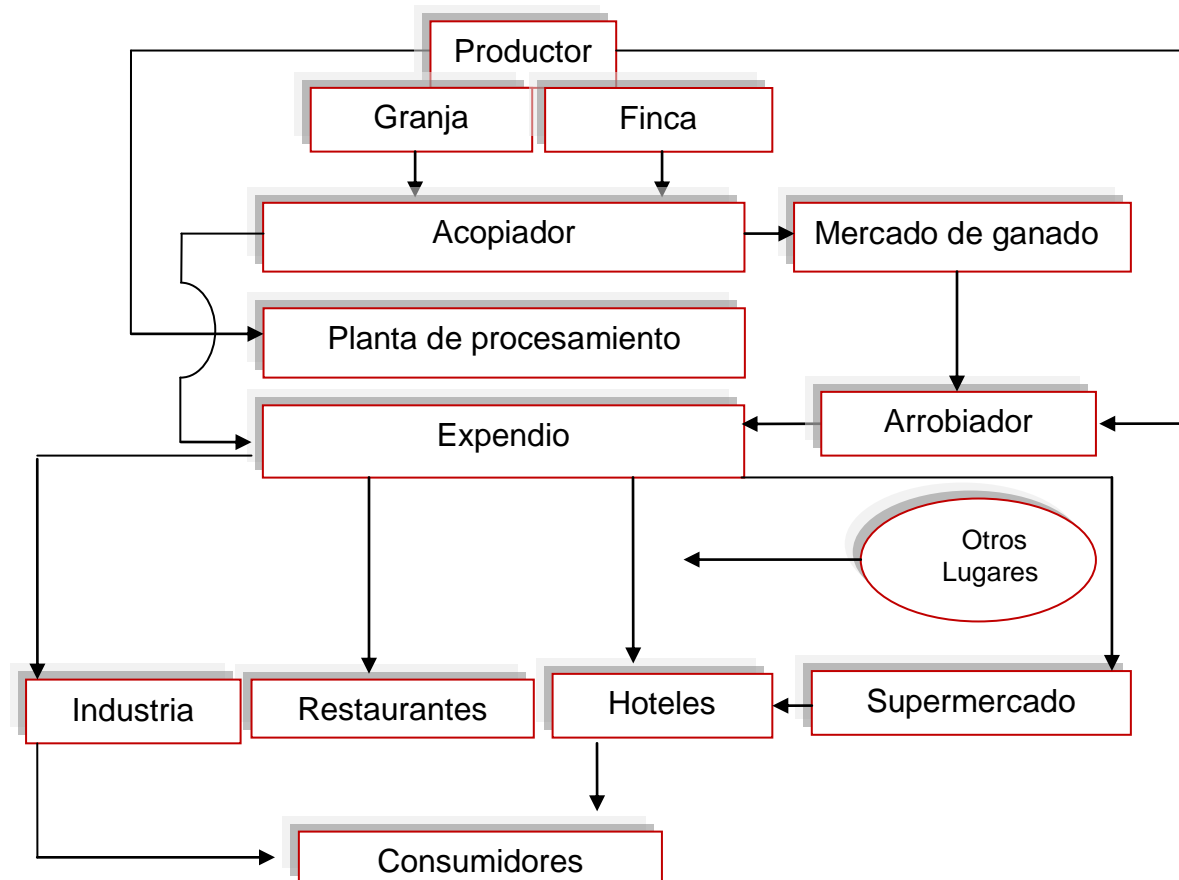 Productor
Granja
Finca
Acopiador
Mercado de ganado
Planta de procesamiento
Arrobiador
Expendio
Otros
Lugares
Industria
Restaurantes
Hoteles
Supermercado
Consumidores